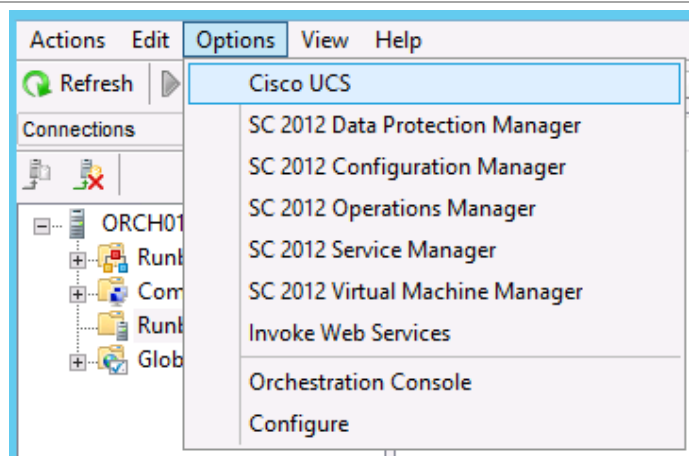 Actions Edit Options View Help
Refresh
Cisco UCS
Connections
SC 2012 Data Protection Manager
SC 2012 Configuration Manager
SC 2012 Operations Manager
SC 2012 Service Manager
SC 2012 Virtual Machine Manager
Invoke Web Services
Orchestration Console
Configure
ORCH01
Runb
Com
Runb
Glob